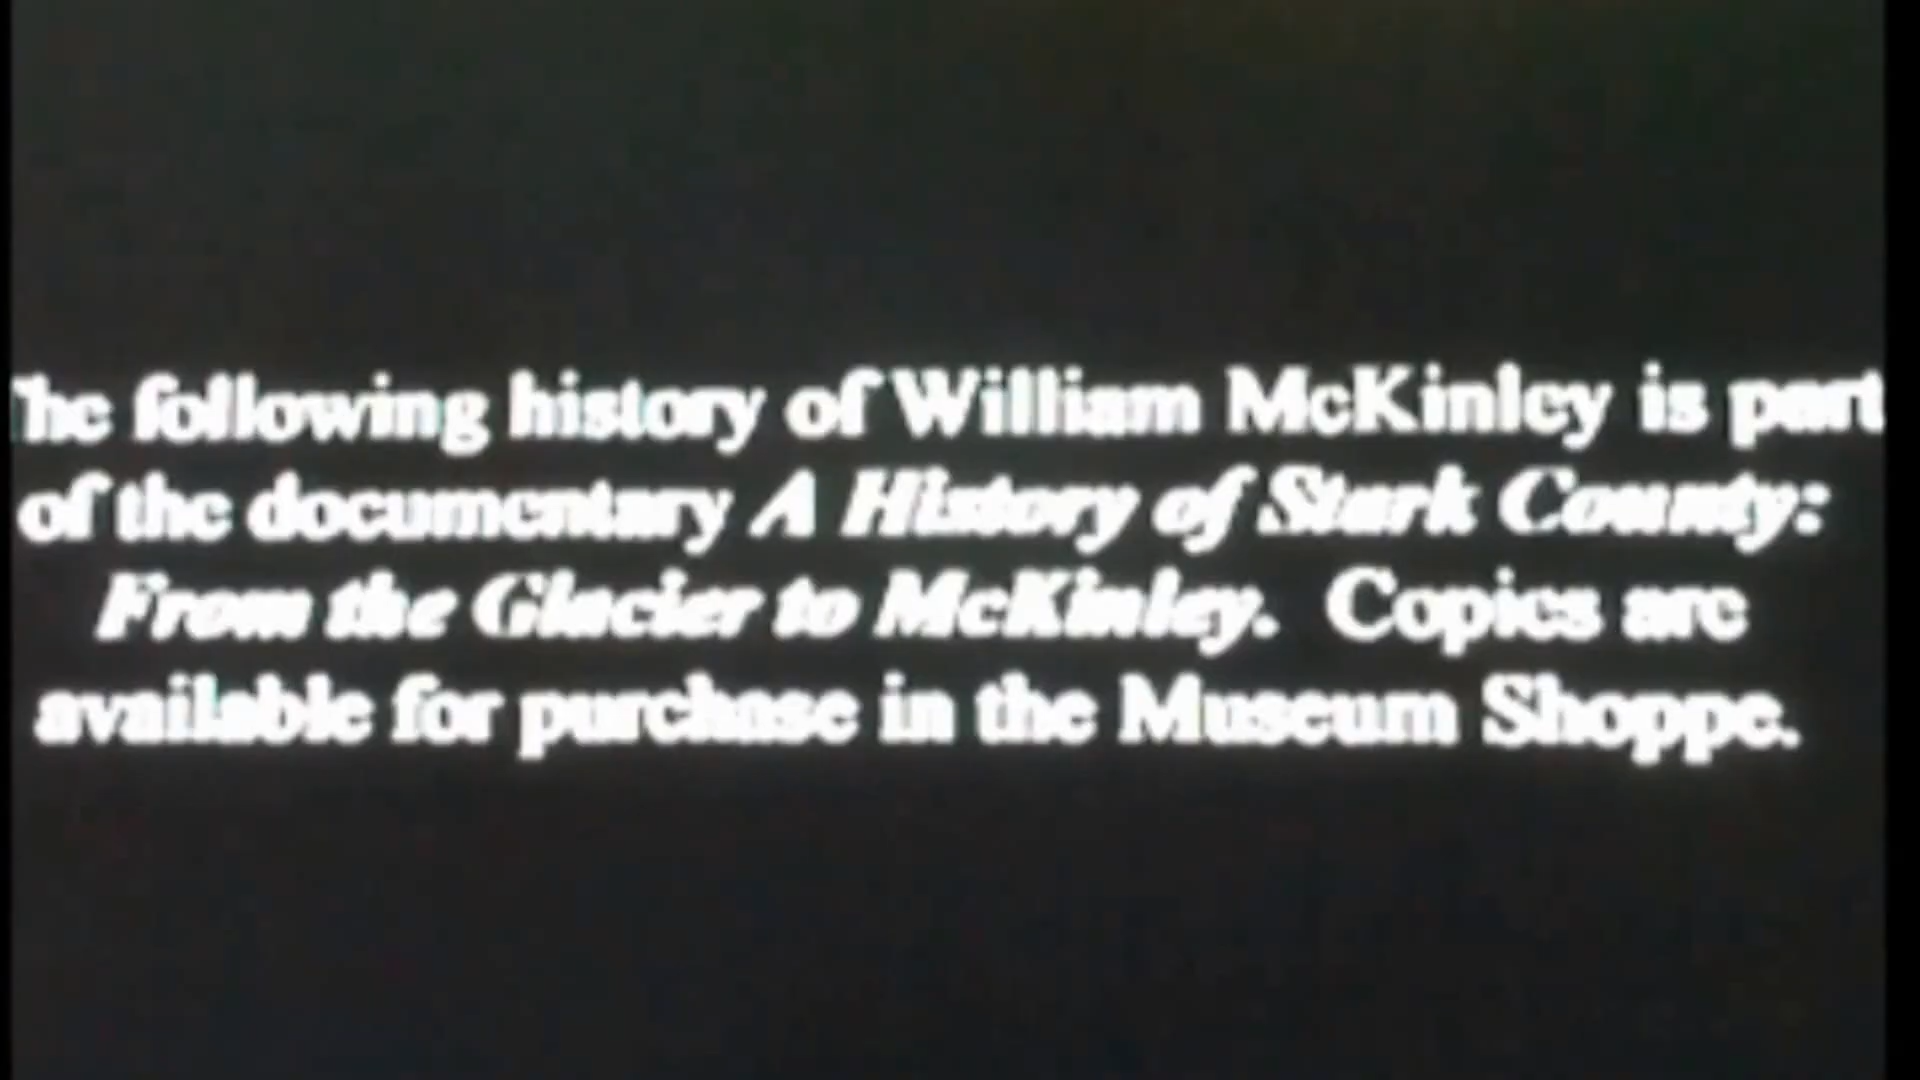 The following history of William McKinley is part
of the documentary A History of Stark County:
From the Glacier to McKinley. Copies are
available for purchase in the Museum Shoppe.